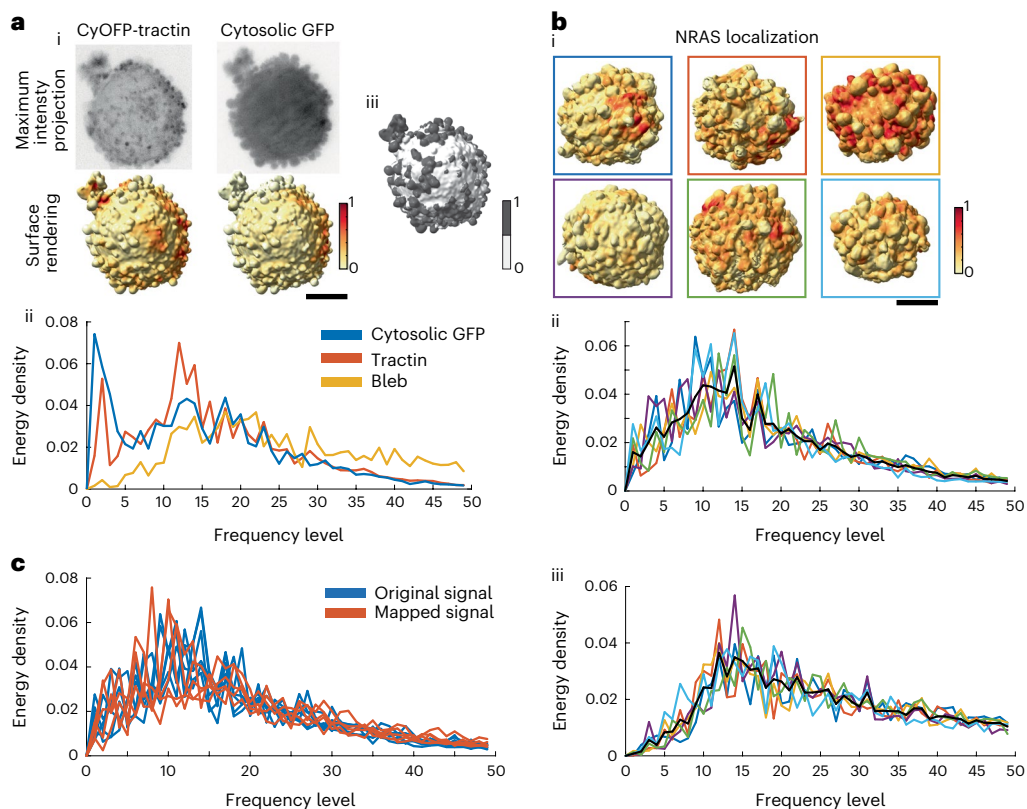 a
CyOFP-tractin
Cytosolic GFP
i
Maximum
intensity
projection
Surface
rendering
1
0
iii
1
0
ii
0.08
0.06
0.04
0.02
0
Energy density
0 5 10 15 20 25 30 35 40 45 50
Frequency level
Cytosolic GFP
Tractin
Bleb
b
i
NRAS localization
1
0
ii
0.06
0.04
0.02
0
Energy density
0 5 10 15 20 25 30 35 40 45 50
Frequency level
c
0.08
0.06
0.04
0.02
0
Energy density
0 10 20 30 40 50
Frequency level
Original signal
Mapped signal
iii
0.06
0.04
0.02
0
Energy density
0 5 10 15 20 25 30 35 40 45 50
Frequency level